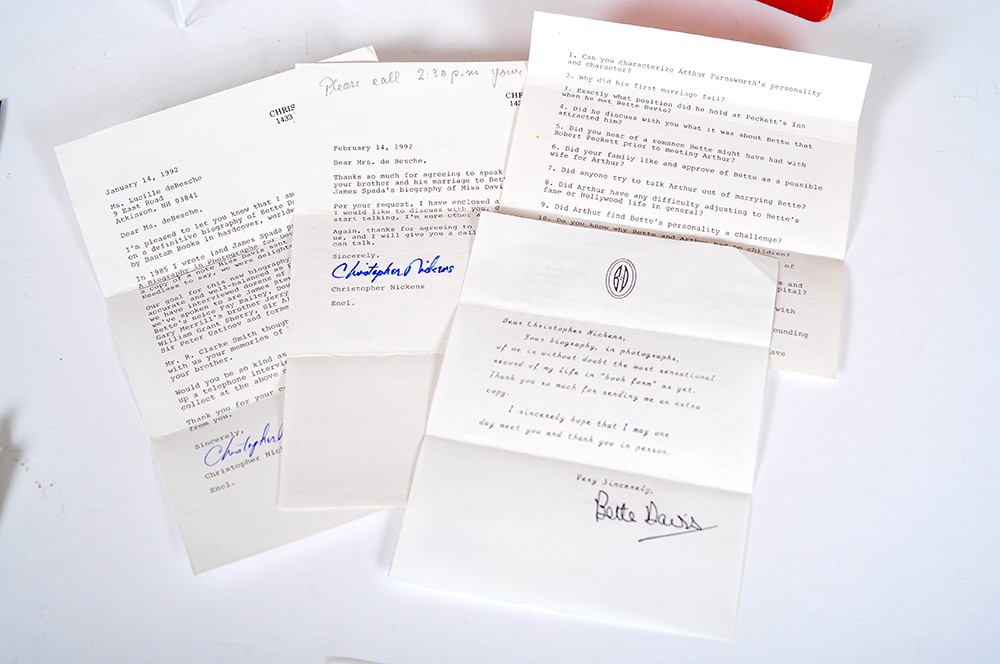 CHRIS
1433
January 14, 1992
Ms. Lucille deBesche
9 East Road
Atkinson, NH 03841
Dear Ms. deBesche,
I'm pleased to let you know that I am
on a definitive biography of Bette Da
by Bantam Books in hardcover, worldw
In 1985 I wrote (and James Spada p
A Biography in Photographs for Do
a copy of a note Miss Davis sent
Needless to say, we were delighte
Our goal for this new biography
accurate and well-balanced as
we have interviewed dozens of
we've spoken to are James Ste
Bette's neice Fay Bailey, Dou
Gary Merrill's brother Jerry
William Grant Sherry, Sir Al
Sir Peter Ustinov and forme
Mr. R. Clarke Smith though
with us your memories of
your brother.
Would you be so kind as
up a telephone intervie
collect at the above
Thank you for your c
from you.
Sincerely,
Christopher
Christopher Nick
Encl.
Please call 2:30 p.m your
CHR
143
February 14, 1992
Dear Mrs. de Besche,
Thanks so much for agreeing to speak
your brother and his marriage to Bett
James Spada's biography of Miss Davi
Per your request, I have enclosed a
I would like to discuss with you,
start talking, I'm sure other
Again, thanks for agreeing to
us, and I will give you a call
can talk.
Sincerely,
Christopher Nickens
Christopher Nickens
Encl.
1. Can you characterize Arthur Farnsworth's personality
and character?
2. Why did his first marriage fail?
3. Exactly what position did he hold at Peckett's Inn
when he met Bette Davis?
4. Did he discuss with you what it was about Bette that
attracted him?
5. Did you hear of a romance Bette might have had with
Robert Peckett prior to meeting Arthur?
6. Did your family like and approve of Bette as a possible
wife for Arthur?
7. Did anyone try to talk Arthur out of marrying Bette?
8. Did Arthur have any difficulty adjusting to Bette's
fame or Hollywood life in general?
9. Did Arthur find Bette's personality a challenge?
10. Do you know why Bette and Arthur had no children?
of
s and
pital?
with
ounding
ave
Dear Christopher Nickens,
Your biography, in photographs,
of me is without doubt the most sensational
record of my life in "book form" as yet.
Thank you so much for sending me an extra
copy.
I sincerely hope that I may one
day meet you and thank you in person.
Very Sincerely,
Bette Davis